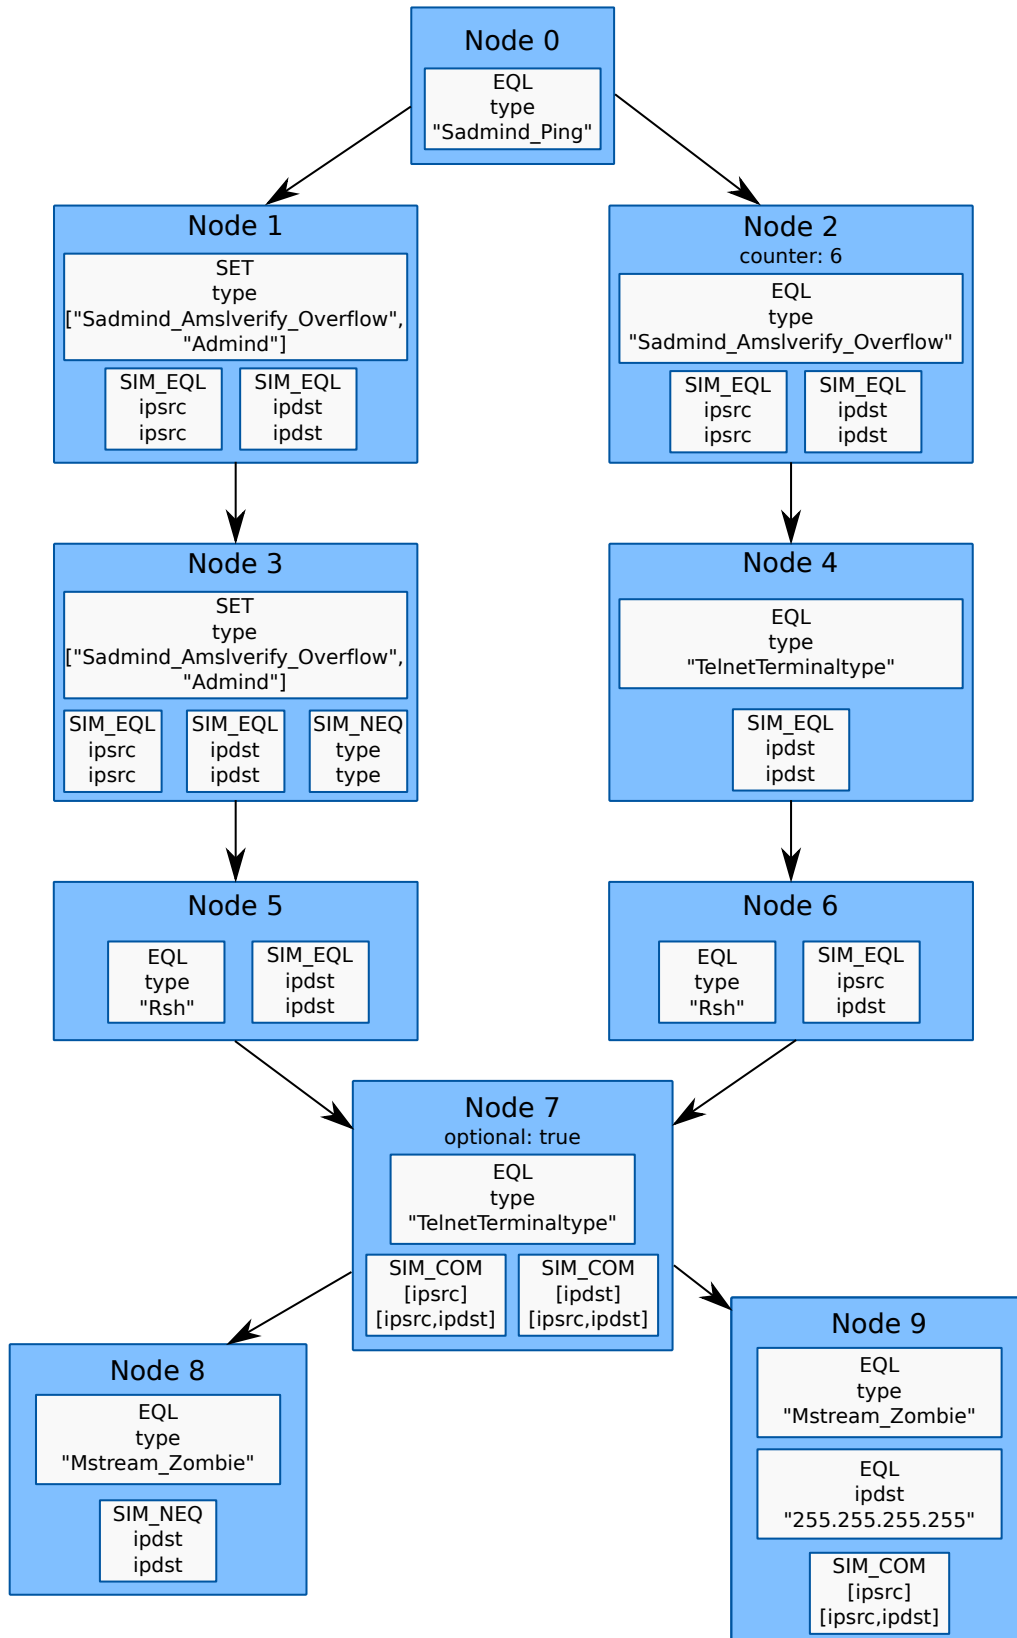 Node 0
EQL
type
"Sadmind_Ping"
Node 1
SET
type
["Sadmind_Amslverify_Overflow",
"Admind"]
SIM_EQL
ipsrc
ipsrc
SIM_EQL
ipdst
ipdst
Node 2
counter: 6
EQL
type
"Sadmind_Amslverify_Overflow"
SIM_EQL
ipsrc
ipsrc
SIM_EQL
ipdst
ipdst
Node 3
SET
type
["Sadmind_Amslverify_Overflow",
"Admind"]
SIM_EQL
ipsrc
ipsrc
SIM_EQL
ipdst
ipdst
SIM_NEQ
type
type
Node 4
EQL
type
"TelnetTerminaltype"
SIM_EQL
ipdst
ipdst
Node 5
EQL
type
"Rsh"
SIM_EQL
ipdst
ipdst
Node 6
EQL
type
"Rsh"
SIM_EQL
ipsrc
ipdst
Node 7
optional: true
EQL
type
"TelnetTerminaltype"
SIM_COM
[ipsrc]
[ipsrc,ipdst]
SIM_COM
[ipdst]
[ipsrc,ipdst]
Node 8
EQL
type
"Mstream_Zombie"
SIM_NEQ
ipdst
ipdst
Node 9
EQL
type
"Mstream_Zombie"
EQL
ipdst
"255.255.255.255"
SIM_COM
[ipsrc]
[ipsrc,ipdst]